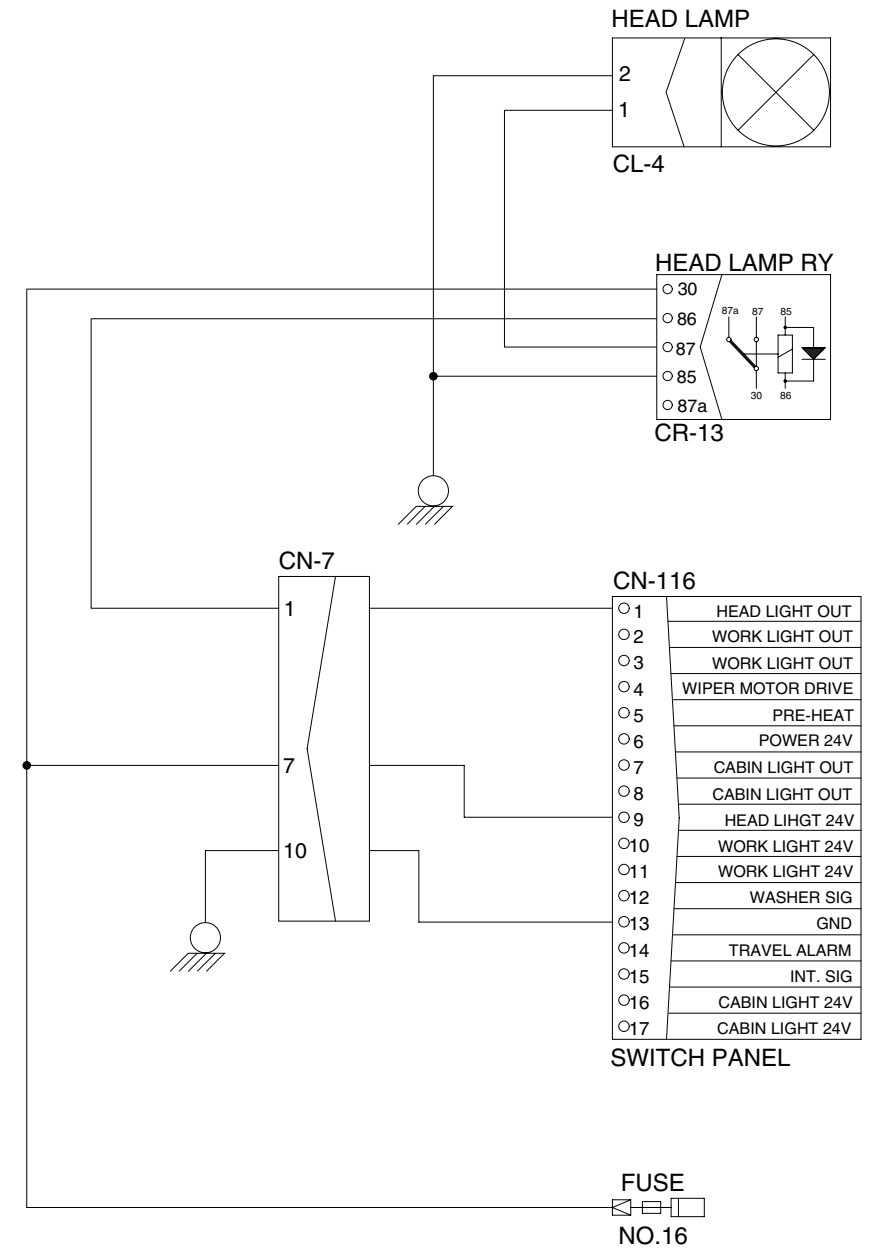 HEAD LAMP
2
1
CL-4
HEAD LAMP RY
30
86
87
85
87a
87a 87 85
30 86
CR-13
CN-7
1
7
10
CN-116
1 HEAD LIGHT OUT
2 WORK LIGHT OUT
3 WORK LIGHT OUT
4 WIPER MOTOR DRIVE
5 PRE-HEAT
6 POWER 24V
7 CABIN LIGHT OUT
8 CABIN LIGHT OUT
9 HEAD LIHGT 24V
10 WORK LIGHT 24V
11 WORK LIGHT 24V
12 WASHER SIG
13 GND
14 TRAVEL ALARM
15 INT. SIG
16 CABIN LIGHT 24V
17 CABIN LIGHT 24V
SWITCH PANEL
FUSE
NO.16